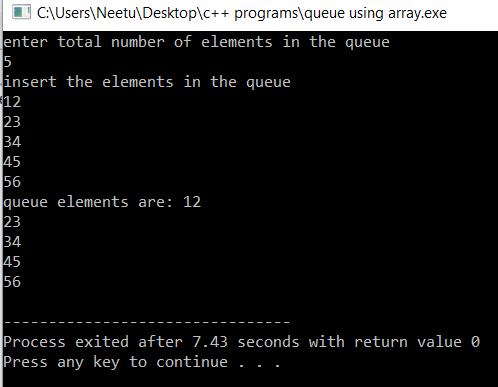 C:\Users\Neetu\Desktop\c++ programs\queue using array.exe
enter total number of elements in the queue
5
insert the elements in the queue
12
23
34
45
56
queue elements are: 12
23
34
45
56
--------------------------------
Process exited after 7.43 seconds with return value 0
Press any key to continue . . .